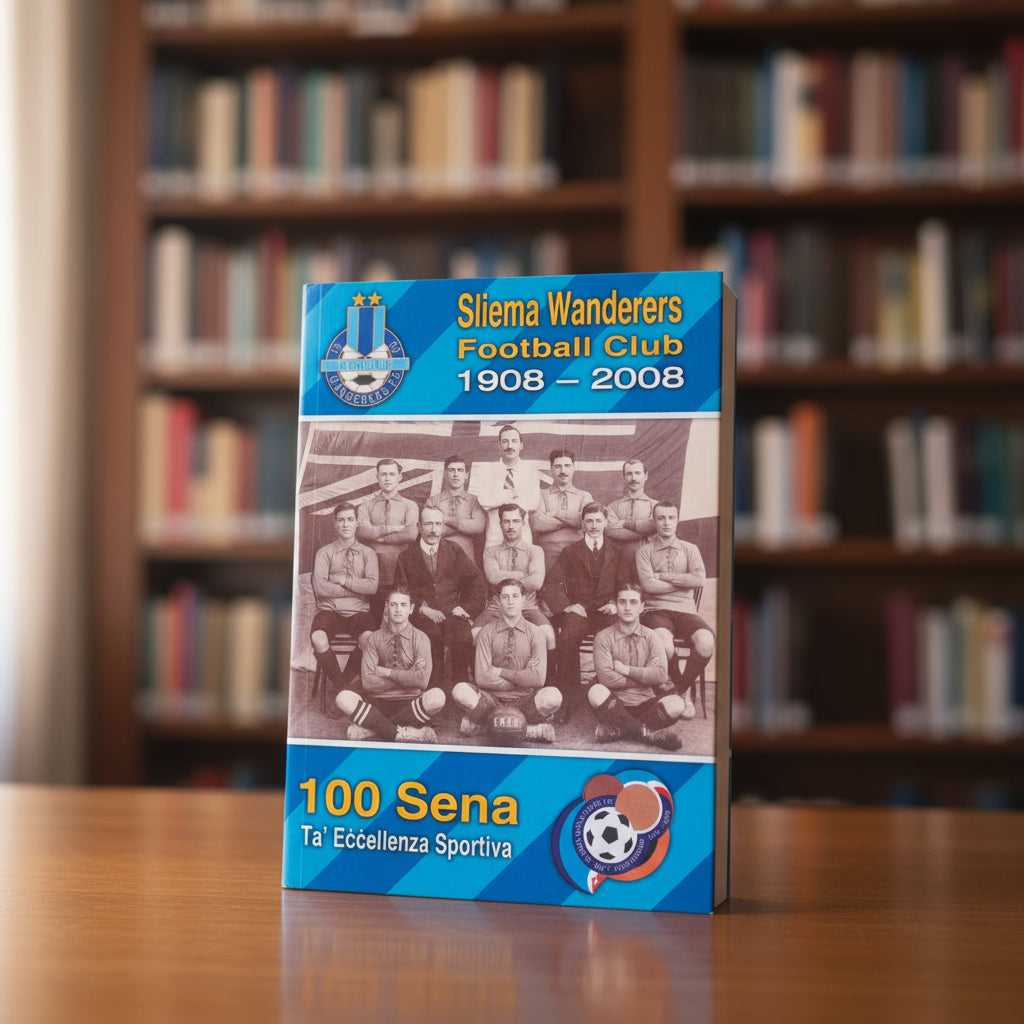 Sliema Wanderers
Football Club
1908 – 2008
100 Sena
Ta' Eċċellenza Sportiva